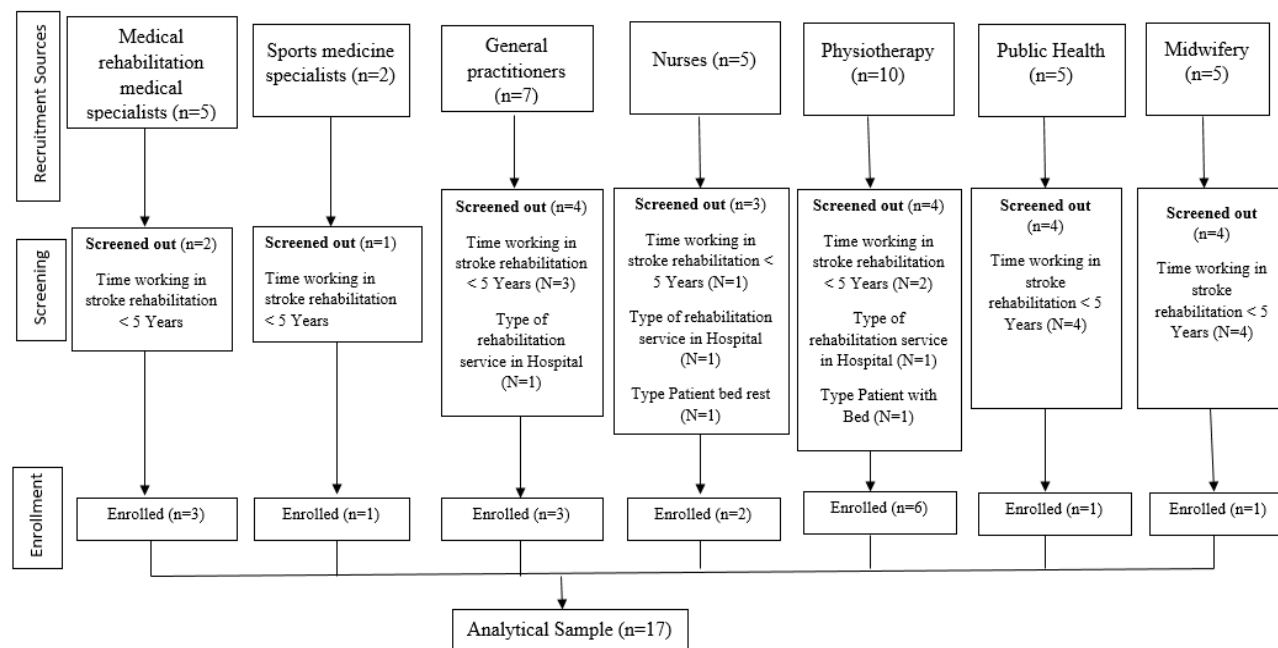 Recruitment Sources
Medical
rehabilitation
medical
specialists (n=5)
Sports medicine
specialists (n=2)
General
practitioners
(n=7)
Nurses (n=5)
Physiotherapy
(n=10)
Public Health
(n=5)
Midwifery
(n=5)
Screening
Screened out (n=2)
Time working in
stroke rehabilitation
< 5 Years
Screened out (n=1)
Time working in
stroke rehabilitation
< 5 Years
Screened out (n=4)
Time working in
stroke rehabilitation
< 5 Years (N=3)
Type of
rehabilitation
service in Hospital
(N=1)
Screened out (n=3)
Time working in
stroke rehabilitation <
5 Years (N=1)
Type of rehabilitation
service in Hospital
(N=1)
Type Patient bed rest
(N=1)
Screened out (n=4)
Time working in
stroke rehabilitation
< 5 Years (N=2)
Type of
rehabilitation service
in Hospital (N=1)
Type Patient with
Bed (N=1)
Screened out
(n=4)
Time working in
stroke
rehabilitation < 5
Years (N=4)
Screened out
(n=4)
Time working in
stroke
rehabilitation < 5
Years (N=4)
Enrollment
Enrolled (n=3)
Enrolled (n=1)
Enrolled (n=3)
Enrolled (n=2)
Enrolled (n=6)
Enrolled (n=1)
Enrolled (n=1)
Analytical Sample (n=17)